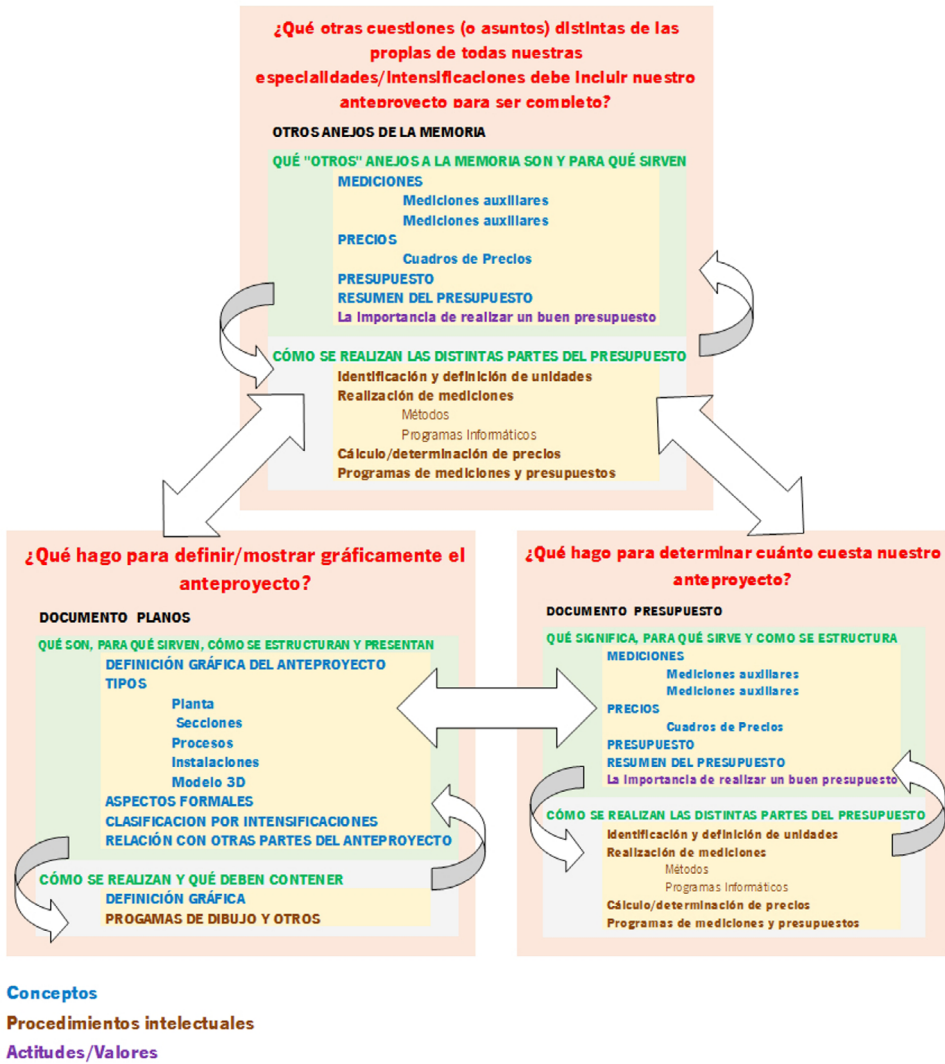 ¿Qué otras cuestiones (o asuntos) distintas de las
propias de todas nuestras
especialidades/intensificaciones debe incluir nuestro
anteproyecto para ser completo?
OTROS ANEJOS DE LA MEMORIA
QUÉ "OTROS" ANEJOS A LA MEMORIA SON Y PARA QUÉ SIRVEN
MEDICIONES
Mediciones auxiliares
Mediciones auxiliares
PRECIOS
Cuadros de Precios
PRESUPUESTO
RESUMEN DEL PRESUPUESTO
La importancia de realizar un buen presupuesto
CÓMO SE REALIZAN LAS DISTINTAS PARTES DEL PRESUPUESTO
Identificación y definición de unidades
Realización de mediciones
Métodos
Programas Informáticos
Cálculo/determinación de precios
Programas de mediciones y presupuestos
¿Qué hago para definir/mostrar gráficamente el
anteproyecto?
DOCUMENTO PLANOS
QUÉ SON, PARA QUÉ SIRVEN, CÓMO SE ESTRUCTURAN Y PRESENTAN
DEFINICIÓN GRÁFICA DEL ANTEPROYECTO
TIPOS
Planta
Secciones
Procesos
Instalaciones
Modelo 3D
ASPECTOS FORMALES
CLASIFICACION POR INTENSIFICACIONES
RELACIÓN CON OTRAS PARTES DEL ANTEPROYECTO
CÓMO SE REALIZAN Y QUÉ DEBEN CONTENER
DEFINICIÓN GRÁFICA
PROGAMAS DE DIBUJO Y OTROS
¿Qué hago para determinar cuánto cuesta nuestro
anteproyecto?
DOCUMENTO PRESUPUESTO
QUÉ SIGNIFICA, PARA QUÉ SIRVE Y COMO SE ESTRUCTURA
MEDICIONES
Mediciones auxiliares
Mediciones auxiliares
PRECIOS
Cuadros de Precios
PRESUPUESTO
RESUMEN DEL PRESUPUESTO
La importancia de realizar un buen presupuesto
CÓMO SE REALIZAN LAS DISTINTAS PARTES DEL PRESUPUESTO
Identificación y definición de unidades
Realización de mediciones
Métodos
Programas Informáticos
Cálculo/determinación de precios
Programas de mediciones y presupuestos
Conceptos
Procedimientos intelectuales
Actitudes/Valores